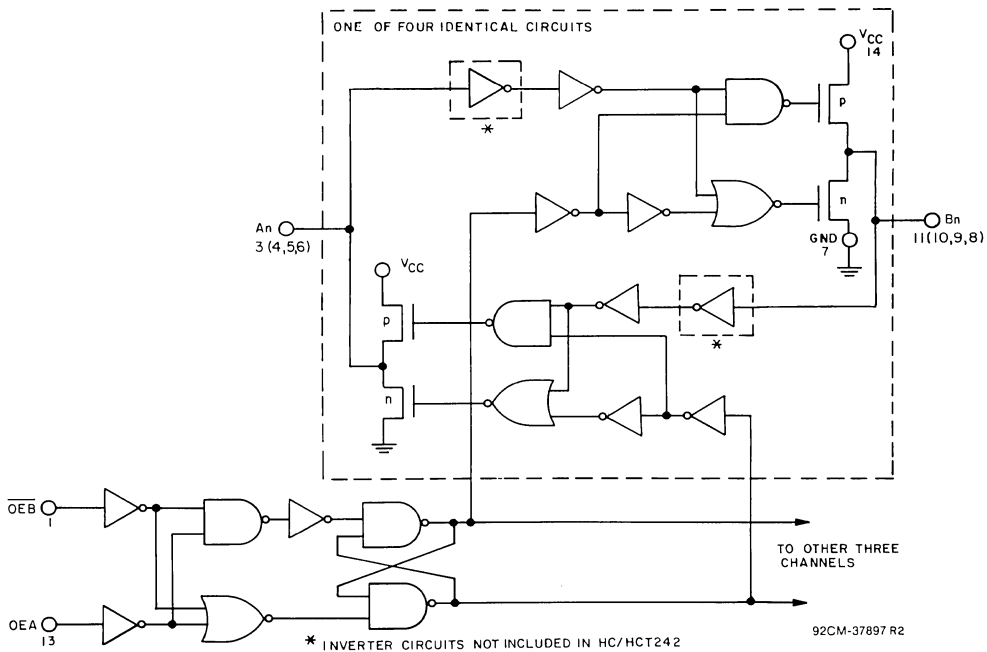 ONE OF FOUR IDENTICAL CIRCUITS
VCC
14
*
p
n
An
3 (4,5,6)
GND
7
Bn
11(10,9,8)
VCC
p
*
n
OEB
1
TO OTHER THREE
CHANNELS
OEA
13
* INVERTER CIRCUITS NOT INCLUDED IN HC/HCT242
92CM-37897 R2